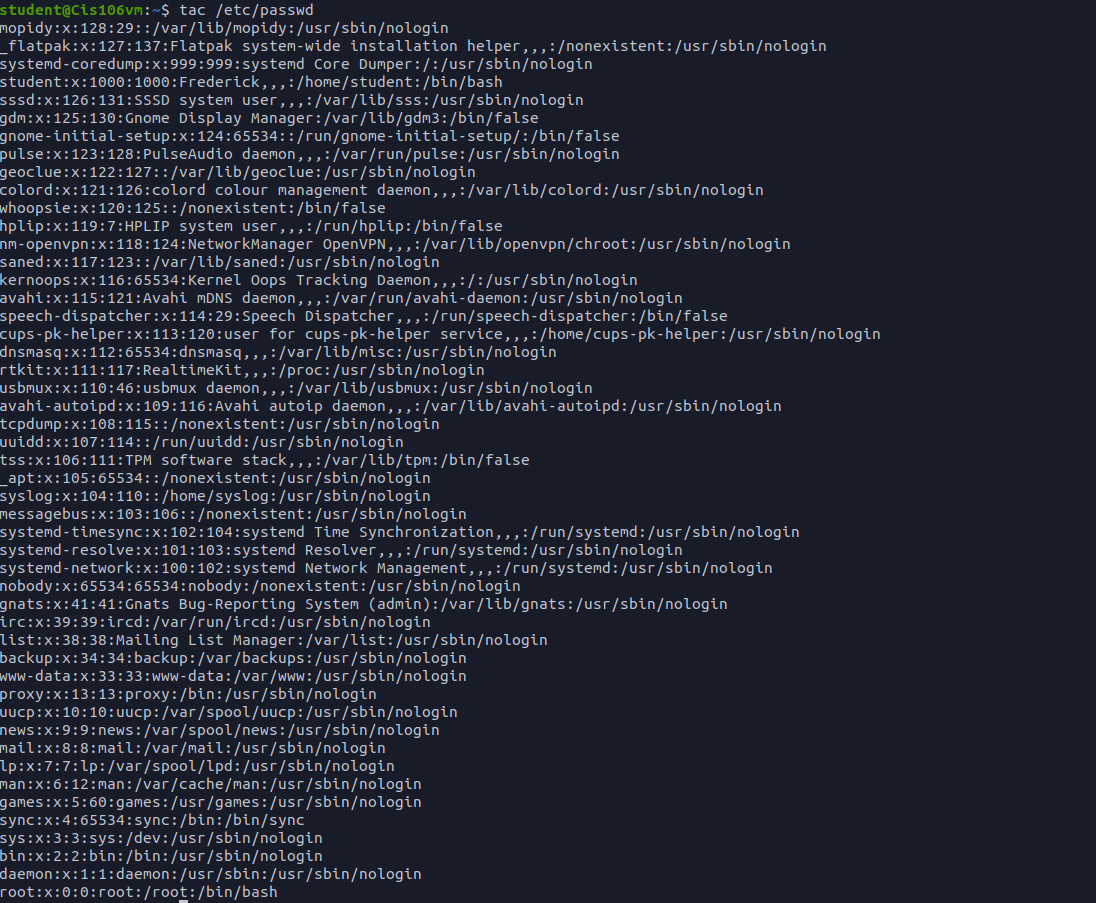 student@Cis106vm:~$ tac /etc/passwd
mopidy:x:128:29::/var/lib/mopidy:/usr/sbin/nologin
_flatpak:x:127:137:Flatpak system-wide installation helper,,,:/nonexistent:/usr/sbin/nologin
systemd-coredump:x:999:999:systemd Core Dumper:/:/usr/sbin/nologin
student:x:1000:1000:Frederick,,,:/home/student:/bin/bash
sssd:x:126:131:SSSD system user,,,:/var/lib/sss:/usr/sbin/nologin
gdm:x:125:130:Gnome Display Manager:/var/lib/gdm3:/bin/false
gnome-initial-setup:x:124:65534::/run/gnome-initial-setup/:/bin/false
pulse:x:123:128:PulseAudio daemon,,,:/var/run/pulse:/usr/sbin/nologin
geoclue:x:122:127::/var/lib/geoclue:/usr/sbin/nologin
colord:x:121:126:colord colour management daemon,,,:/var/lib/colord:/usr/sbin/nologin
whoopsie:x:120:125::/nonexistent:/bin/false
hplip:x:119:7:HPLIP system user,,,:/run/hplip:/bin/false
nm-openvpn:x:118:124:NetworkManager OpenVPN,,,:/var/lib/openvpn/chroot:/usr/sbin/nologin
saned:x:117:123::/var/lib/saned:/usr/sbin/nologin
kernoops:x:116:65534:Kernel Oops Tracking Daemon,,,:/:/usr/sbin/nologin
avahi:x:115:121:Avahi mDNS daemon,,,:/var/run/avahi-daemon:/usr/sbin/nologin
speech-dispatcher:x:114:29:Speech Dispatcher,,,:/run/speech-dispatcher:/bin/false
cups-pk-helper:x:113:120:user for cups-pk-helper service,,,:/home/cups-pk-helper:/usr/sbin/nologin
dnsmasq:x:112:65534:dnsmasq,,,:/var/lib/misc:/usr/sbin/nologin
rtkit:x:111:117:RealtimeKit,,,:/proc:/usr/sbin/nologin
usbmux:x:110:46:usbmux daemon,,,:/var/lib/usbmux:/usr/sbin/nologin
avahi-autoipd:x:109:116:Avahi autoip daemon,,,:/var/lib/avahi-autoipd:/usr/sbin/nologin
tcpdump:x:108:115::/nonexistent:/usr/sbin/nologin
uuidd:x:107:114::/run/uuidd:/usr/sbin/nologin
tss:x:106:111:TPM software stack,,,:/var/lib/tpm:/bin/false
_apt:x:105:65534::/nonexistent:/usr/sbin/nologin
syslog:x:104:110::/home/syslog:/usr/sbin/nologin
messagebus:x:103:106::/nonexistent:/usr/sbin/nologin
systemd-timesync:x:102:104:systemd Time Synchronization,,,:/run/systemd:/usr/sbin/nologin
systemd-resolve:x:101:103:systemd Resolver,,,:/run/systemd:/usr/sbin/nologin
systemd-network:x:100:102:systemd Network Management,,,:/run/systemd:/usr/sbin/nologin
nobody:x:65534:65534:nobody:/nonexistent:/usr/sbin/nologin
gnats:x:41:41:Gnats Bug-Reporting System (admin):/var/lib/gnats:/usr/sbin/nologin
irc:x:39:39:ircd:/var/run/ircd:/usr/sbin/nologin
list:x:38:38:Mailing List Manager:/var/list:/usr/sbin/nologin
backup:x:34:34:backup:/var/backups:/usr/sbin/nologin
www-data:x:33:33:www-data:/var/www:/usr/sbin/nologin
proxy:x:13:13:proxy:/bin:/usr/sbin/nologin
uucp:x:10:10:uucp:/var/spool/uucp:/usr/sbin/nologin
news:x:9:9:news:/var/spool/news:/usr/sbin/nologin
mail:x:8:8:mail:/var/mail:/usr/sbin/nologin
lp:x:7:7:lp:/var/spool/lpd:/usr/sbin/nologin
man:x:6:12:man:/var/cache/man:/usr/sbin/nologin
games:x:5:60:games:/usr/games:/usr/sbin/nologin
sync:x:4:65534:sync:/bin:/bin/sync
sys:x:3:3:sys:/dev:/usr/sbin/nologin
bin:x:2:2:bin:/bin:/usr/sbin/nologin
daemon:x:1:1:daemon:/usr/sbin:/usr/sbin/nologin
root:x:0:0:root:/root:/bin/bash